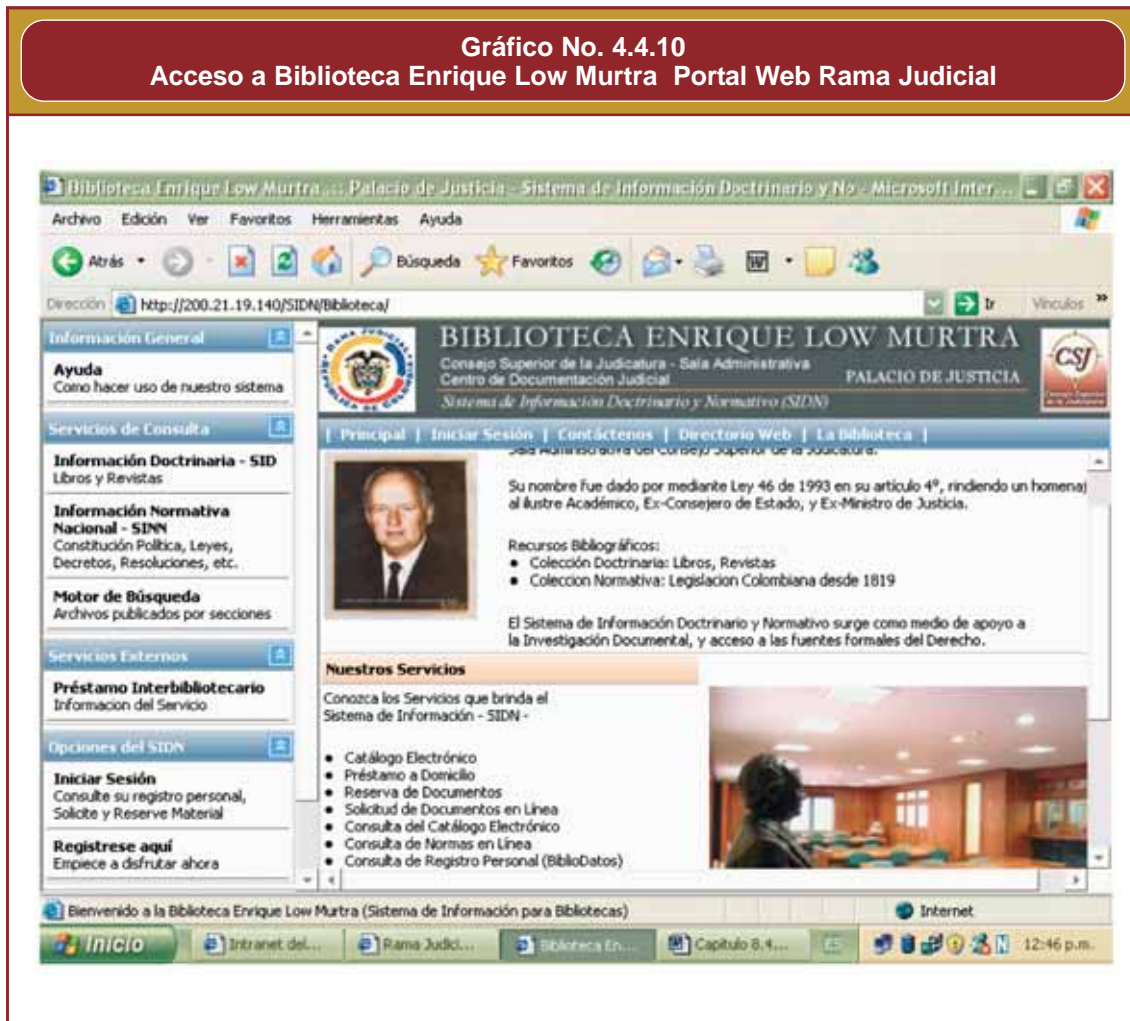 Gráfico No. 4.4.10
Acceso a Biblioteca Enrique Low Murtra Portal Web Rama Judicial
Biblioteca Enrique Low Murtra.... Palacio de Justicia - Sistema de Información Doctrinario y No - Microsoft Inter...
Archivo Edición Ver Favoritos Herramientas Ayuda
Atrás Búsqueda Favoritos
Dirección http://200.21.19.140/SIDN/Biblioteca/ Ir Vínculos »
Información General
Ayuda
Como hacer uso de nuestro sistema
Servicios de Consulta
Información Doctrinaria - SID
Libros y Revistas
Información Normativa
Nacional - SINN
Constitución Política, Leyes,
Decretos, Resoluciones, etc.
Motor de Búsqueda
Archivos publicados por secciones
Servicios Externos
Préstamo Interbibliotecario
Informacion del Servicio
Opciones del SIDN
Iniciar Sesión
Consulte su registro personal,
Solicite y Reserve Material
Registrese aquí
Empiece a disfrutar ahora
BIBLIOTECA ENRIQUE LOW MURTRA
Consejo Superior de la Judicatura - Sala Administrativa
Centro de Documentación Judicial
PALACIO DE JUSTICIA
Sistema de Información Doctrinario y Normativo (SIDN)
CSJ
| Principal | Iniciar Sesión | Contáctenos | Directorio Web | La Biblioteca |
Sala Administrativa del Consejo Superior de la Judicatura.
Su nombre fue dado por mediante Ley 46 de 1993 en su artículo 4º, rindiendo un homenaj
al ilustre Académico, Ex-Consejero de Estado, y Ex-Ministro de Justicia.
Recursos Bibliográficos:
• Colección Doctrinaria: Libros, Revistas
• Coleccion Normativa: Legislacion Colombiana desde 1819
El Sistema de Información Doctrinario y Normativo surge como medio de apoyo a
la Investigación Documental, y acceso a las fuentes formales del Derecho.
Nuestros Servicios
Conozca los Servicios que brinda el
Sistema de Información - SIDN -
• Catálogo Electrónico
• Préstamo a Domicilio
• Reserva de Documentos
• Solicitud de Documentos en Línea
• Consulta del Catálogo Electrónico
• Consulta de Normas en Línea
• Consulta de Registro Personal (BiblioDatos)
Bienvenido a la Biblioteca Enrique Low Murtra (Sistema de Información para Bibliotecas) Internet
Inicio Intranet del... Rama Judici... Biblioteca En... Capitulo 8.4... ES 12:46 p.m.